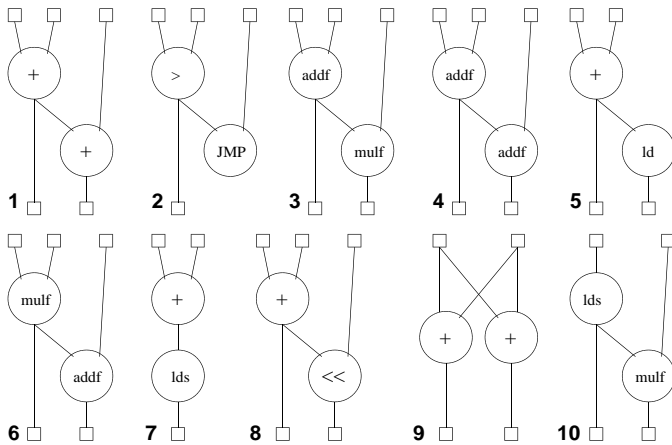 + > addf addf +
+ JMP mulf addf ld
1 2 3 4 5
mulf + + lds
+ +
addf lds << mulf
6 7 8 9 10